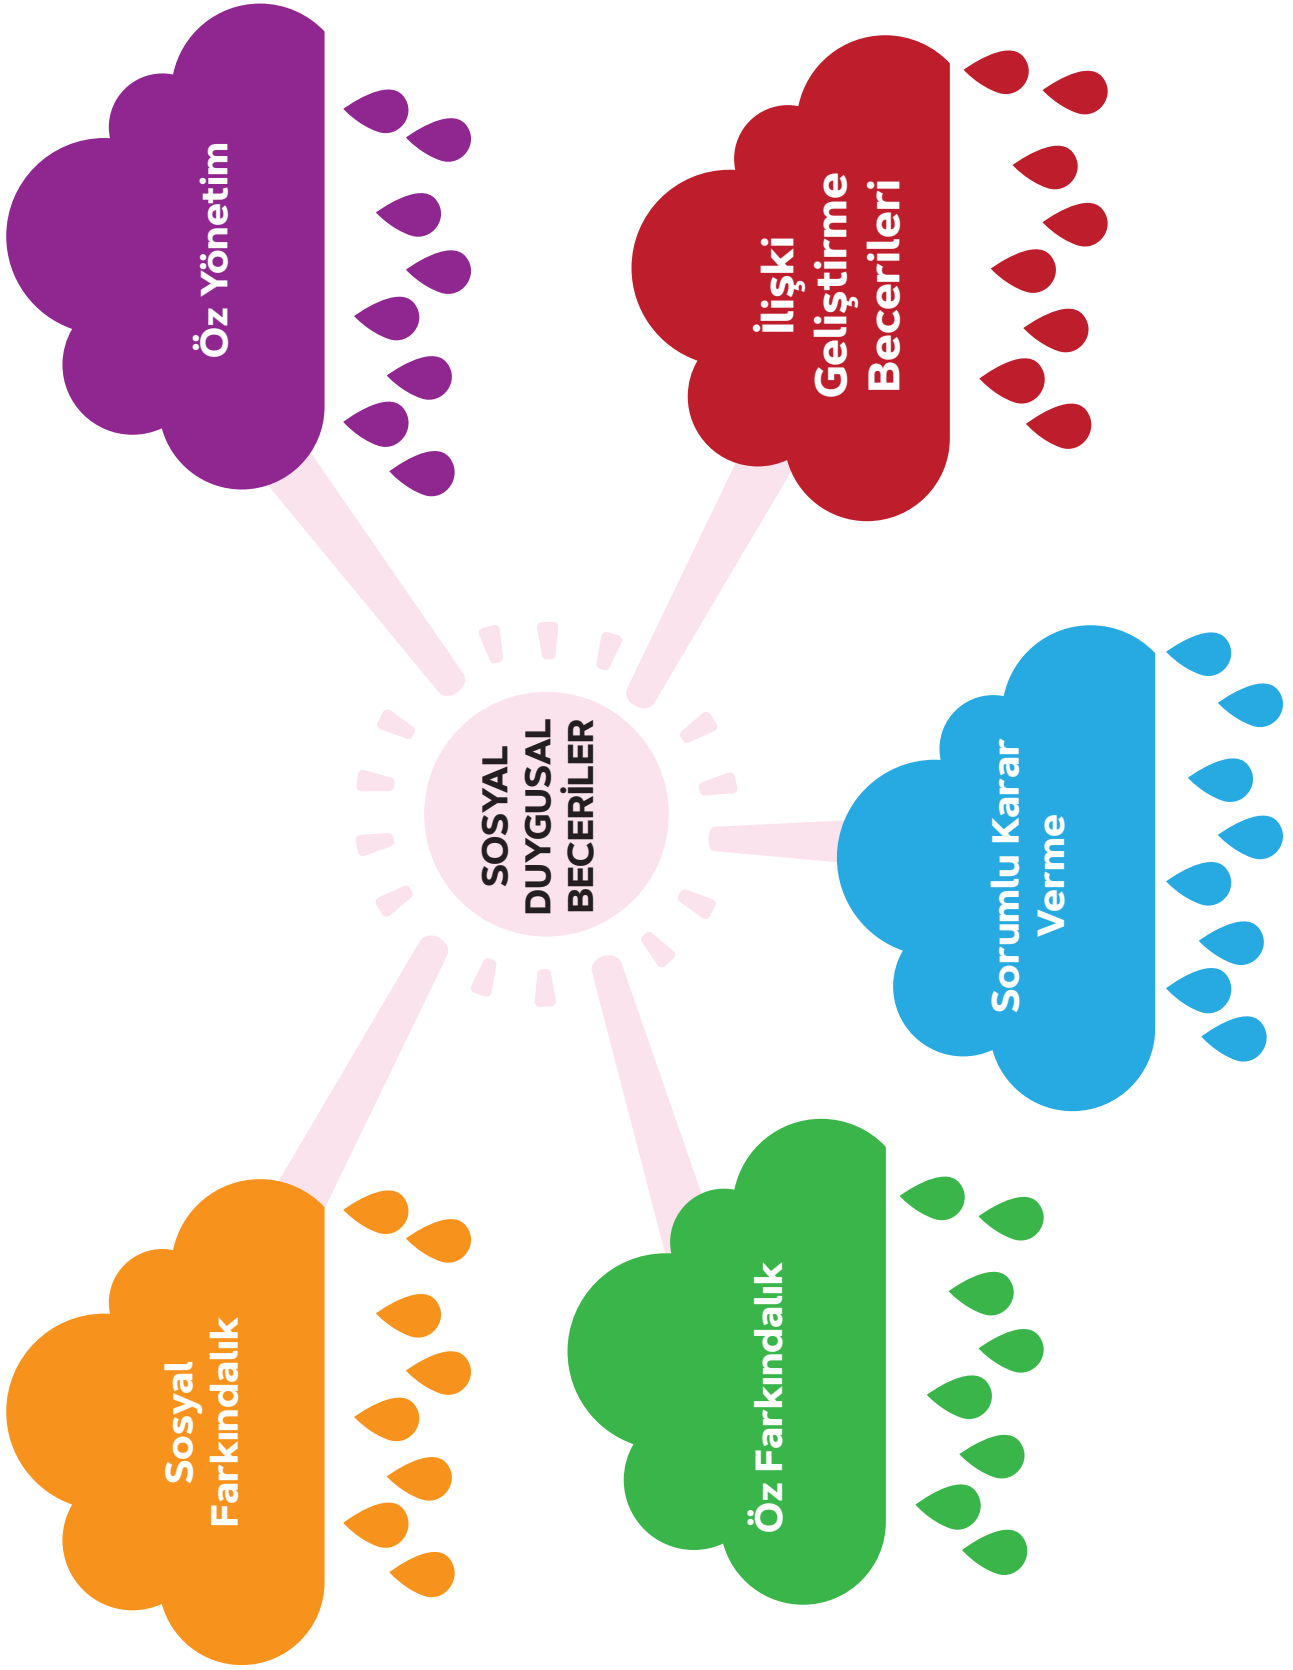 Sosyal
Farkındalık
Öz Yönetim
SOSYAL
DUYGUSAL
BECERİLER
Öz Farkındalık
İlişki
Geliştirme
Becerileri
Sorumlu Karar
Verme